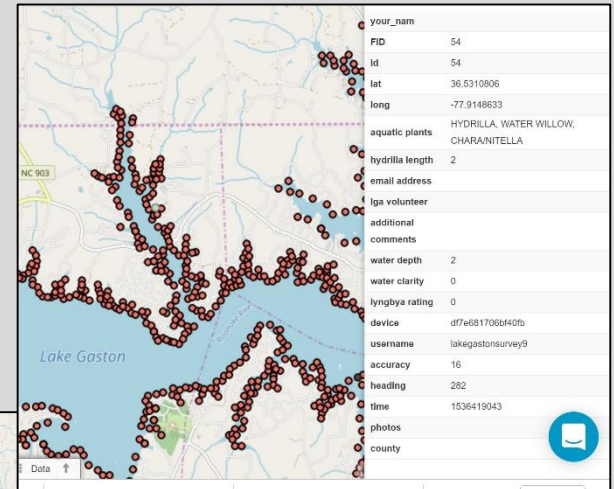 NC 903
Lake Gaston
Roanoke River
Data
your_nam
FID 54
id 54
lat 36.5310806
long -77.9148633
aquatic plants HYDRILLA, WATER WILLOW,
CHARA/NITELLA
hydrilla length 2
email address
lga volunteer
additional
comments
water depth 2
water clarity 0
lyngbya rating 0
device df7e681706bf40fb
username lakegastonsurvey9
accuracy 16
heading 282
time 1536419043
photos
county